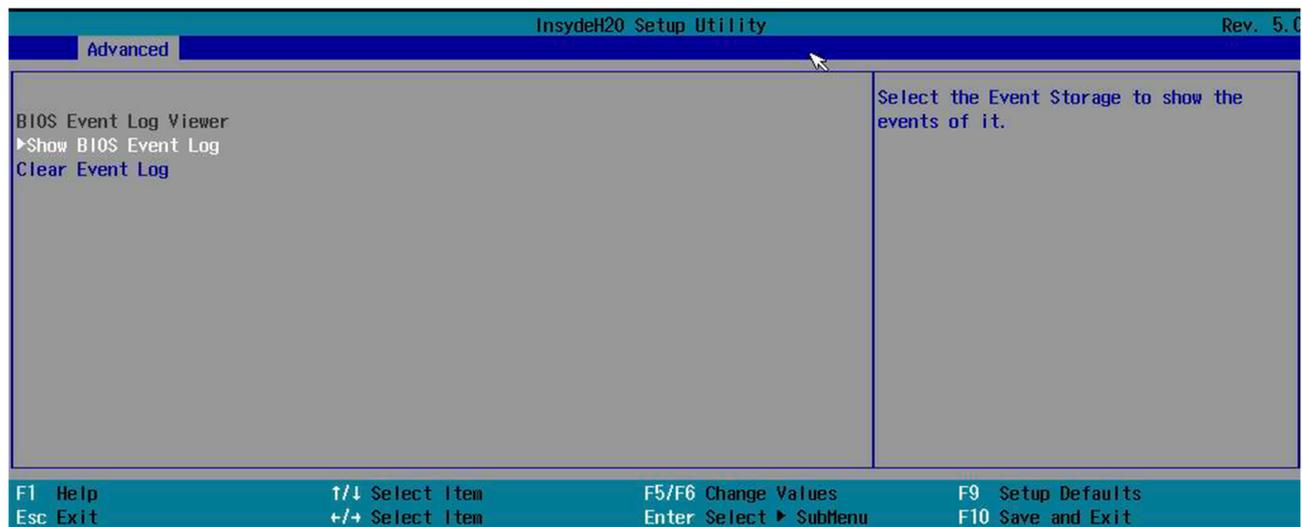 InsydeH20 Setup Utility Rev. 5.0
Advanced
BIOS Event Log Viewer
▶Show BIOS Event Log
Clear Event Log
Select the Event Storage to show the
events of it.
F1 Help ↑/↓ Select Item F5/F6 Change Values F9 Setup Defaults
Esc Exit ←/→ Select Item Enter Select ▶ SubMenu F10 Save and Exit